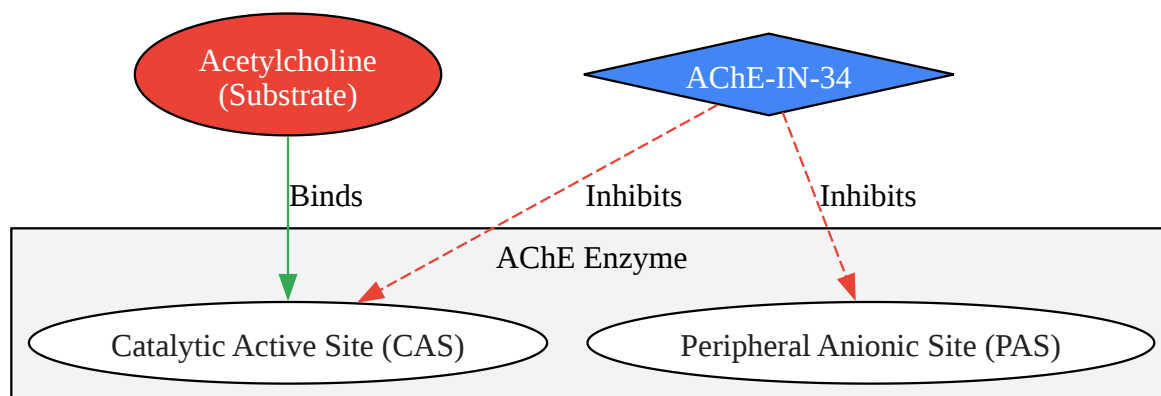 Acetylcholine
(Substrate)
AChE-IN-34
Binds
Inhibits
Inhibits
AChE Enzyme
Catalytic Active Site (CAS)
Peripheral Anionic Site (PAS)